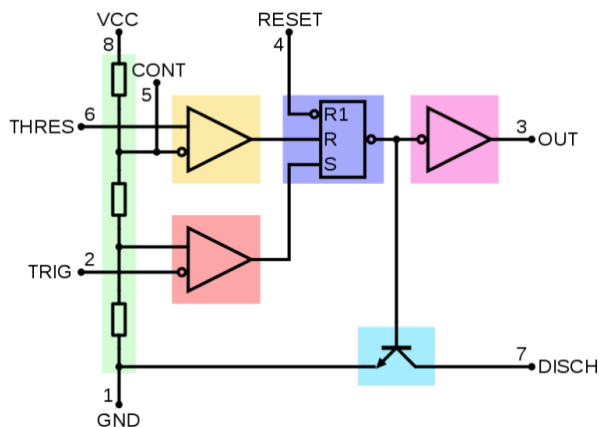 VCC
8
RESET
4
CONT
5
THRES
6
R1
R
S
3
OUT
TRIG
2
7
DISCH
1
GND